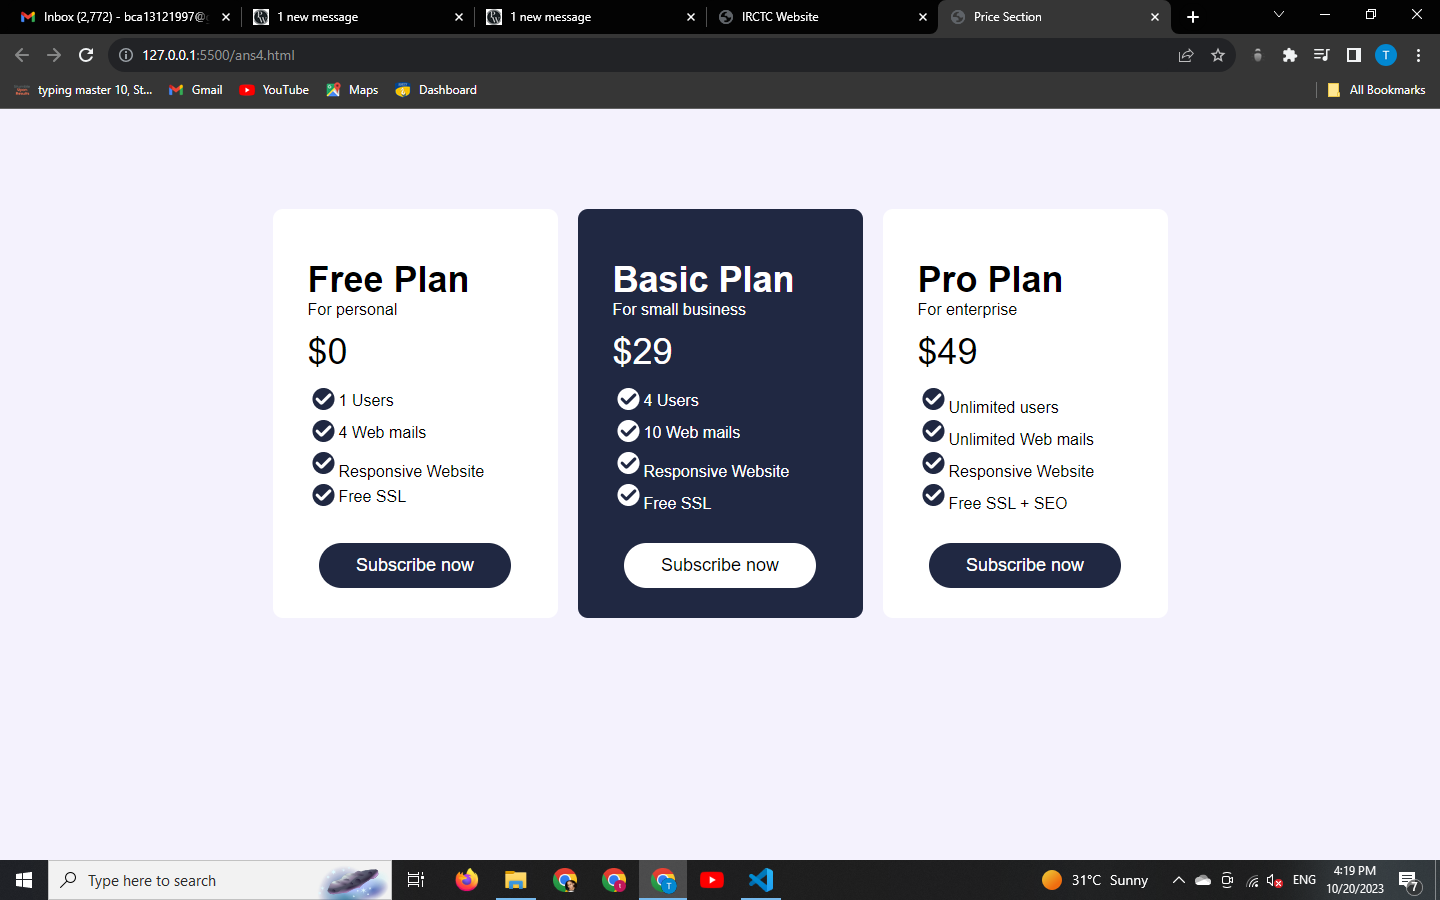 Inbox (2,772) - bca13121997@
1 new message
1 new message
IRCTC Website
Price Section
127.0.0.1:5500/ans4.html
T
typing master 10, St...
Gmail
YouTube
Maps
Dashboard
All Bookmarks
Free Plan
For personal
$0
1 Users
4 Web mails
Responsive Website
Free SSL
Subscribe now
Basic Plan
For small business
$29
4 Users
10 Web mails
Responsive Website
Free SSL
Subscribe now
Pro Plan
For enterprise
$49
Unlimited users
Unlimited Web mails
Responsive Website
Free SSL + SEO
Subscribe now
Type here to search
31°C Sunny
ENG
4:19 PM
10/20/2023
7